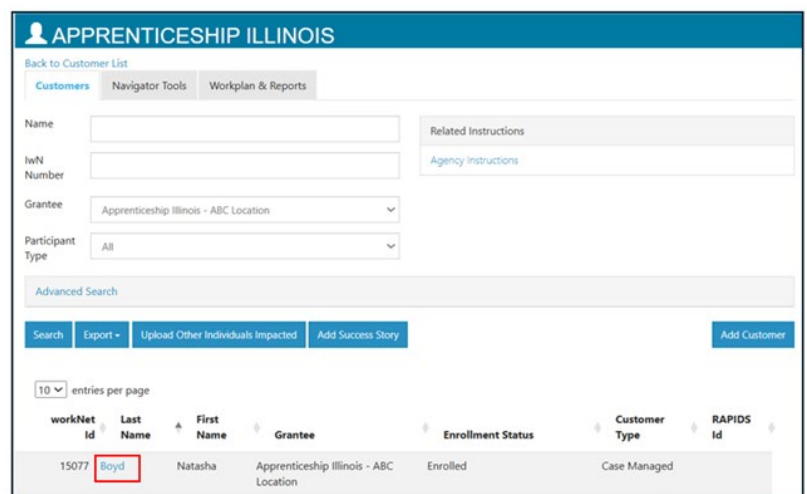 APPRENTICESHIP ILLINOIS
Back to Customer List
Customers Navigator Tools Workplan & Reports
Name
Related Instructions
IwN
Number
Agency Instructions
Grantee
Apprenticeship Illinois - ABC Location
Participant
Type
All
Advanced Search
Search Export Upload Other Individuals Impacted Add Success Story Add Customer
10 entries per page
workNet Last First Customer RAPIDS
Id Name Name Grantee Enrollment Status Type Id
15077 Boyd Natasha Apprenticeship Illinois - ABC Enrolled Case Managed
Location